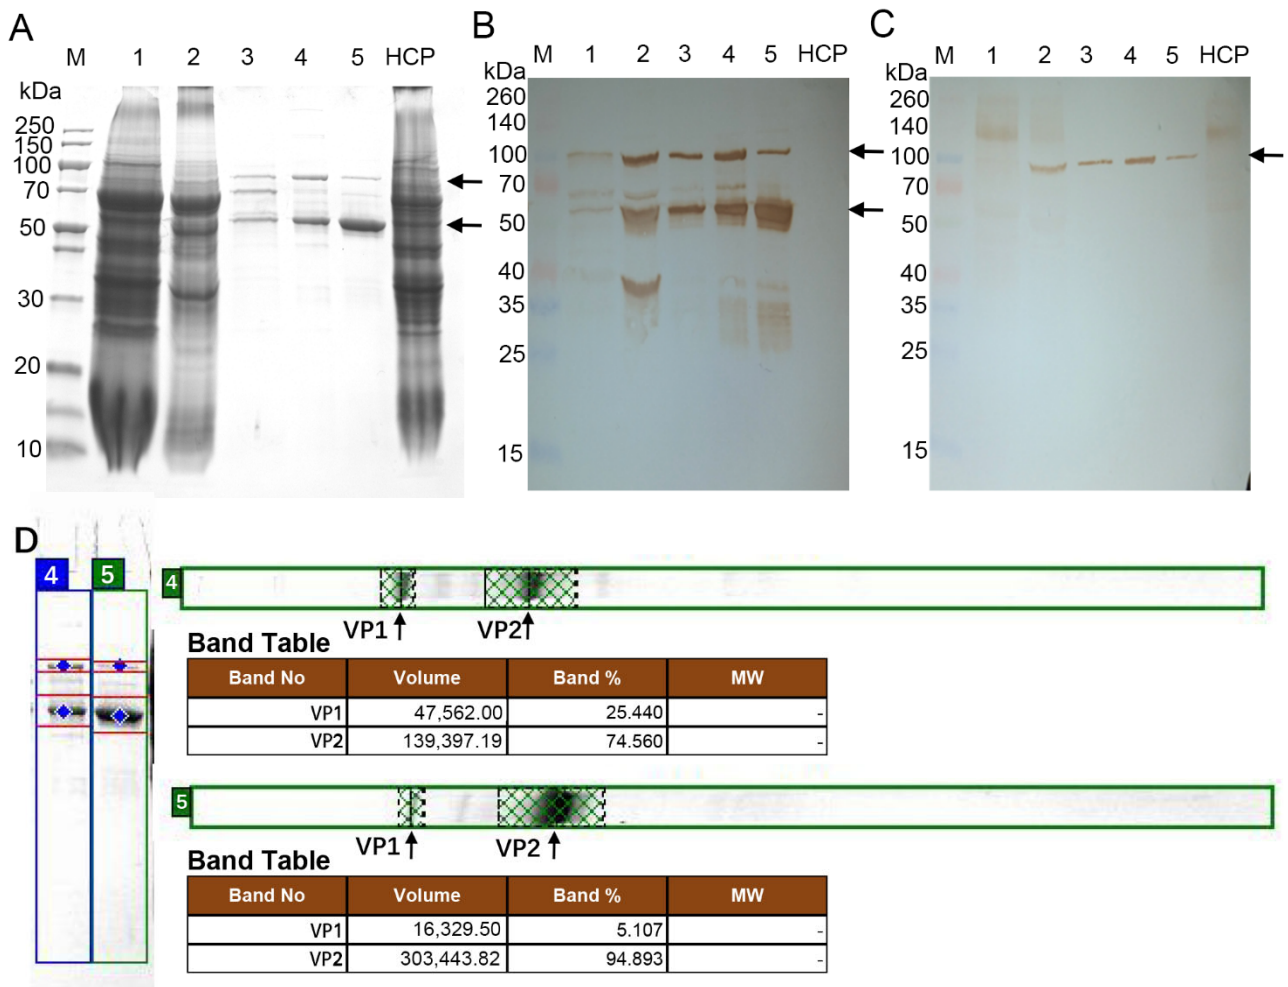 A
M 1 2 3 4 5 HCP
kDa
250
150
100
70
50
30
20
10
B
M 1 2 3 4 5 HCP
kDa
260
140
100
70
50
40
35
25
15
C
M 1 2 3 4 5 HCP
kDa
260
140
100
70
50
40
35
25
15
D
4 5
4
VP1 VP2
Band Table
Band No Volume Band % MW
VP1 47,562.00 25.440 -
VP2 139,397.19 74.560 -
5
VP1 VP2
Band Table
Band No Volume Band % MW
VP1 16,329.50 5.107 -
VP2 303,443.82 94.893 -